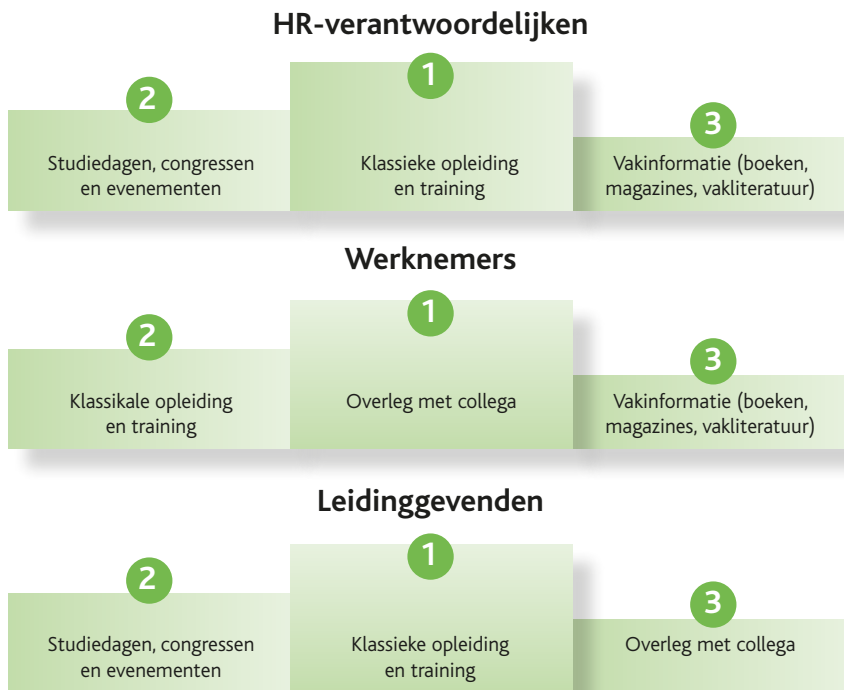 HR-verantwoordelijken
1
2
3
Studiedagen, congressen
en evenementen
Klassieke opleiding
en training
Vakinformatie (boeken,
magazines, vakliteratuur)
Werknemers
1
2
3
Klassikale opleiding
en training
Overleg met collega
Vakinformatie (boeken,
magazines, vakliteratuur)
Leidinggevenden
1
2
3
Studiedagen, congressen
en evenementen
Klassieke opleiding
en training
Overleg met collega